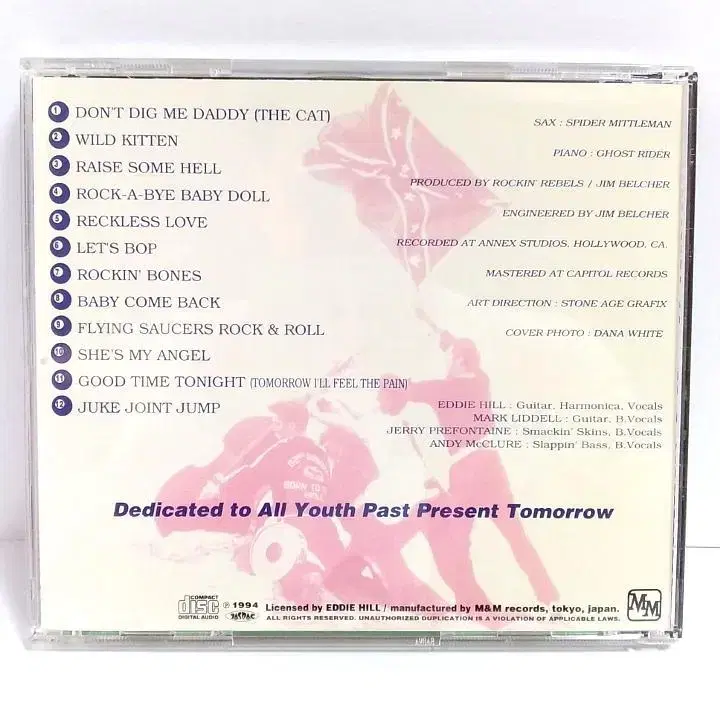 1 DON'T DIG ME DADDY (THE CAT)
2 WILD KITTEN
3 RAISE SOME HELL
4 ROCK-A-BYE BABY DOLL
5 RECKLESS LOVE
6 LET'S BOP
7 ROCKIN' BONES
8 BABY COME BACK
9 FLYING SAUCERS ROCK & ROLL
10 SHE'S MY ANGEL
11 GOOD TIME TONIGHT (TOMORROW I'LL FEEL THE PAIN)
12 JUKE JOINT JUMP
SAX : SPIDER MITTLEMAN
PIANO : GHOST RIDER
PRODUCED BY ROCKIN' REBELS / JIM BELCHER
ENGINEERED BY JIM BELCHER
RECORDED AT ANNEX STUDIOS, HOLLYWOOD, CA.
MASTERED AT CAPITOL RECORDS
ART DIRECTION : STONE AGE GRAFIX
COVER PHOTO : DANA WHITE
EDDIE HILL : Guitar, Harmonica, Vocals
MARK LIDDELL : Guitar, B.Vocals
JERRY PREFONTAINE : Smackin' Skins, B.Vocals
ANDY McCLURE : Slappin' Bass, B.Vocals
BORN TO
Dedicated to All Youth Past Present Tomorrow
COMPACT
disc
DIGITAL AUDIO
℗ 1994
JASRAC
Licensed by EDDIE HILL / manufactured by M&M records, tokyo, japan.
ALL RIGHTS RESERVED. UNAUTHORIZED DUPLICATION IS A VIOLATION OF APPLICABLE LAWS.
MM